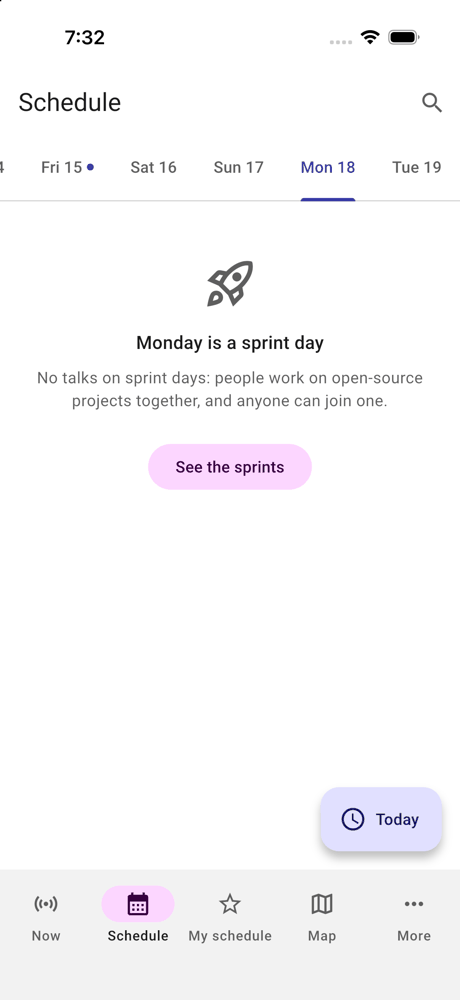 7:32
Schedule
4 Fri 15 Sat 16 Sun 17 Mon 18 Tue 19
Monday is a sprint day
No talks on sprint days: people work on open-source
projects together, and anyone can join one.
See the sprints
Today
Now Schedule My schedule Map More